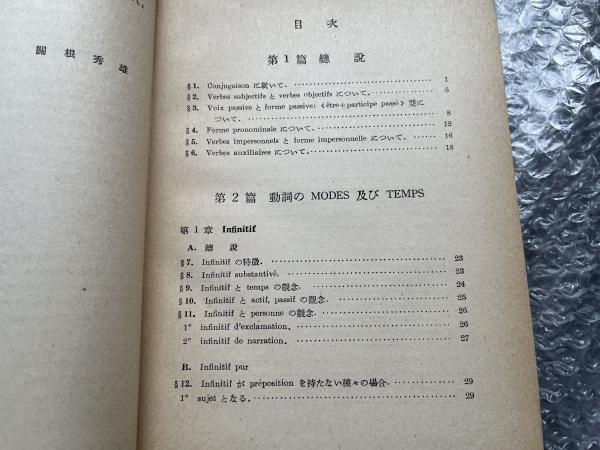 關根秀雄
目次
第1篇 總說
§1. Conjugaison に就いて. 1
§2. Verbes subjectifs と verbes objectifs について. 5
§3. Voix passive と forme passive: «être+participe passé» 型に
ついて. 8
§4. Forme pronominale について. 12
§5. Verbes impersonnels と forme impersonnelle について. 16
§6. Verbes auxiliaires について. 18
第2篇 動詞の MODES 及び TEMPS
第1章 Infinitif
A. 總說
§7. Infinitif の特徵. 23
§8. Infinitif substantivé. 23
§9. Infinitif と temps の觀念. 24
§10. Infinitif と actif, passif の觀念. 25
§11. Infinitif と personne の觀念. 26
1° infinitif d'exclamation. 26
2° infinitif de narration. 27
B. Infinitif pur
§12. Infinitif が préposition を持たない種々の場合. 29
1° sujet となる. 29